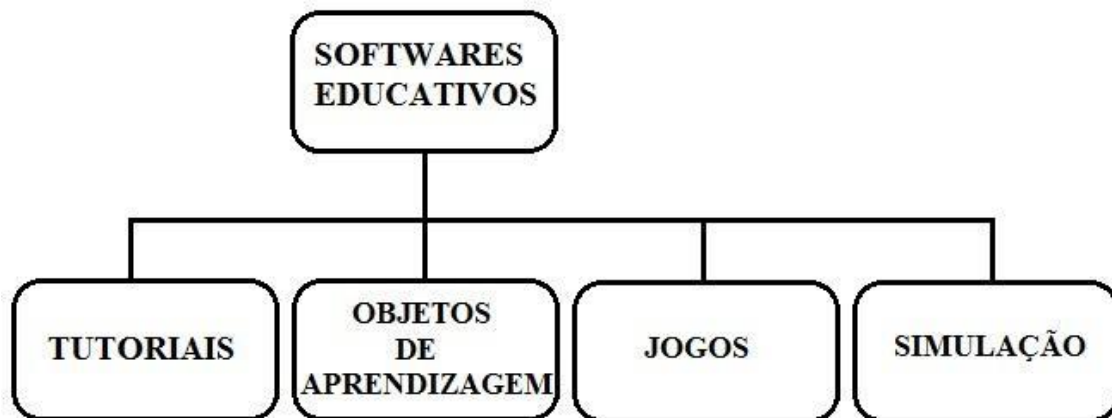 SOFTWARES
EDUCATIVOS
TUTORIAIS
OBJETOS
DE
APRENDIZAGEM
JOGOS
SIMULAÇÃO